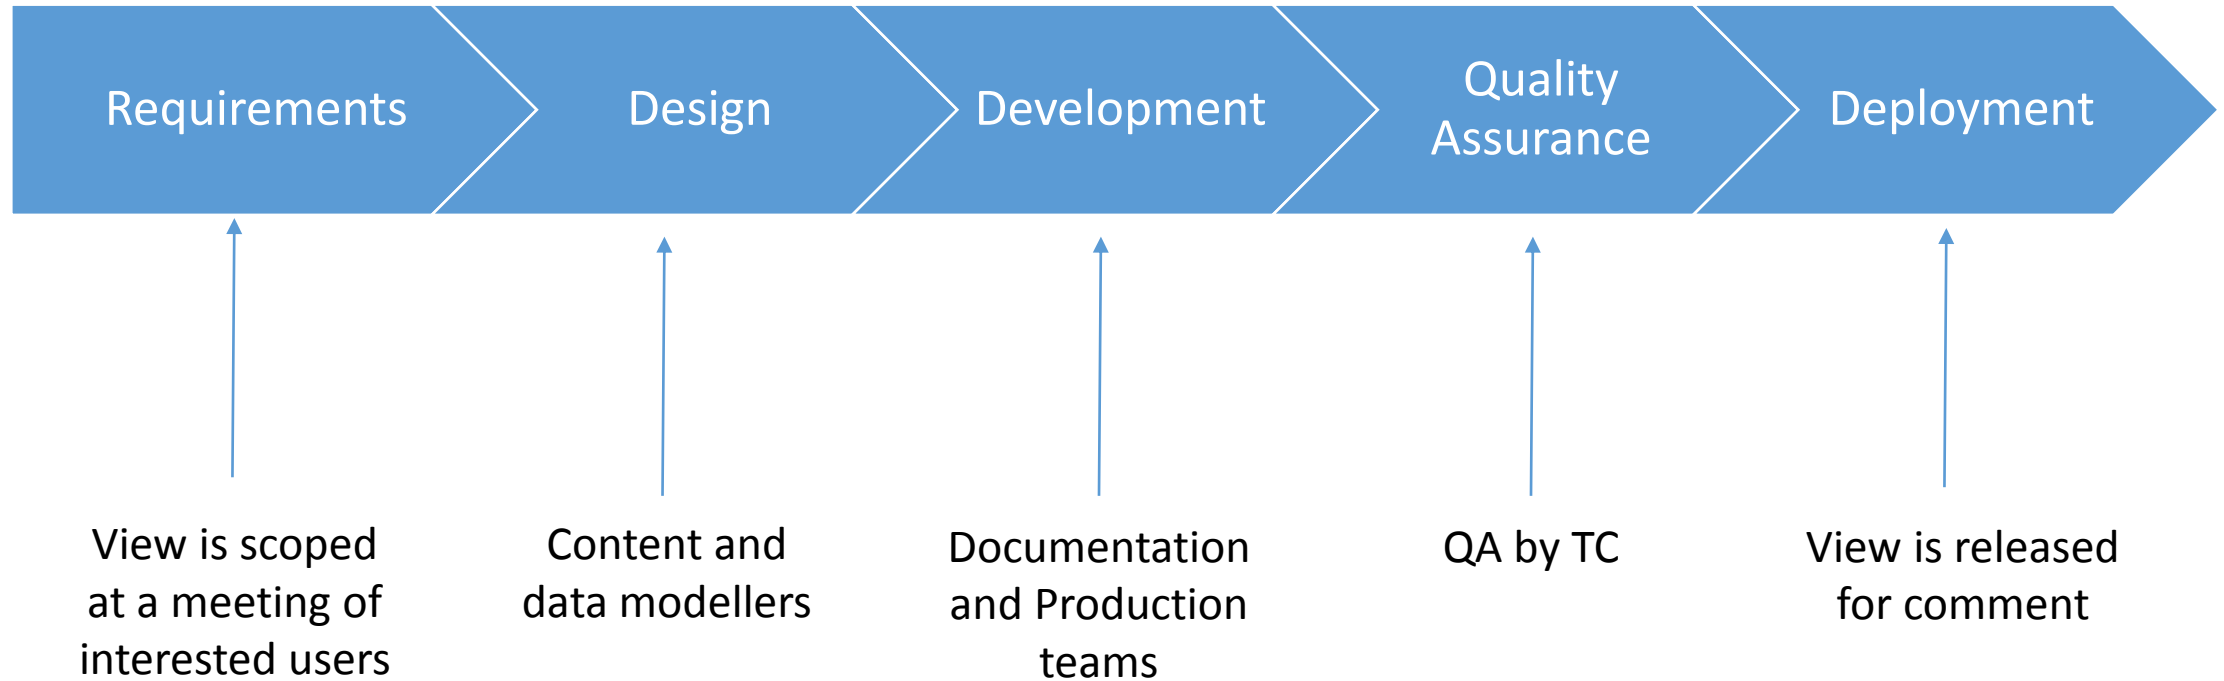 Requirements
Design
Development
Quality
Assurance
Deployment
View is scoped
at a meeting of
interested users
Content and
data modellers
Documentation
and Production
teams
QA by TC
View is released
for comment